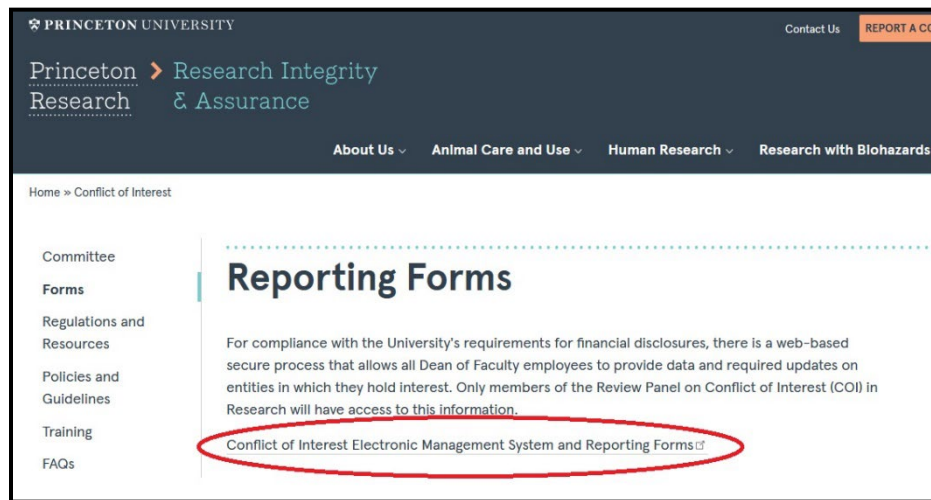 PRINCETON UNIVERSITY
Contact Us
REPORT A
Princeton > Research Integrity
Research & Assurance
About Us
Animal Care and Use
Human Research
Research with Biohazards
Home » Conflict of Interest
Committee
Forms
Regulations and
Resources
Policies and
Guidelines
Training
FAQs
Reporting Forms
For compliance with the University's requirements for financial disclosures, there is a web-based
secure process that allows all Dean of Faculty employees to provide data and required updates on
entities in which they hold interest. Only members of the Review Panel on Conflict of Interest (COI) in
Research will have access to this information.
Conflict of Interest Electronic Management System and Reporting Forms